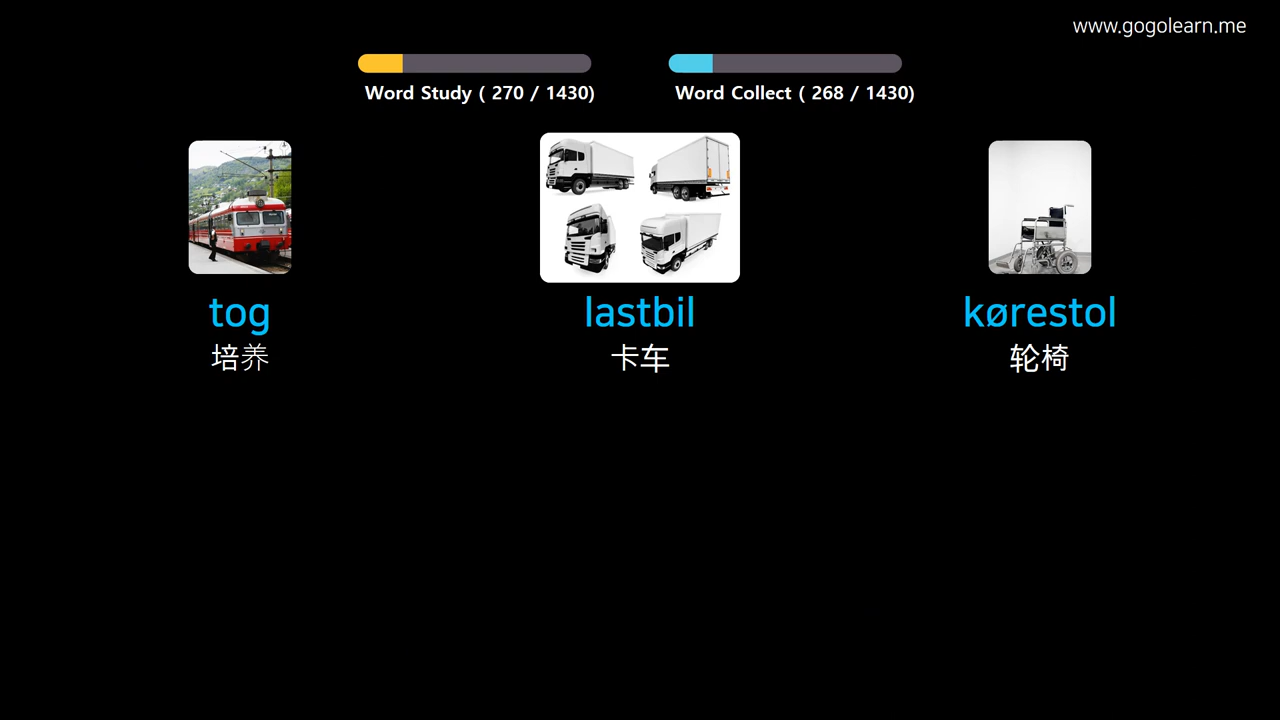 www.gogolearn.me
Word Study ( 270 / 1430)
Word Collect ( 268 / 1430)
tog
lastbil
kørestol
培养
卡车
轮椅